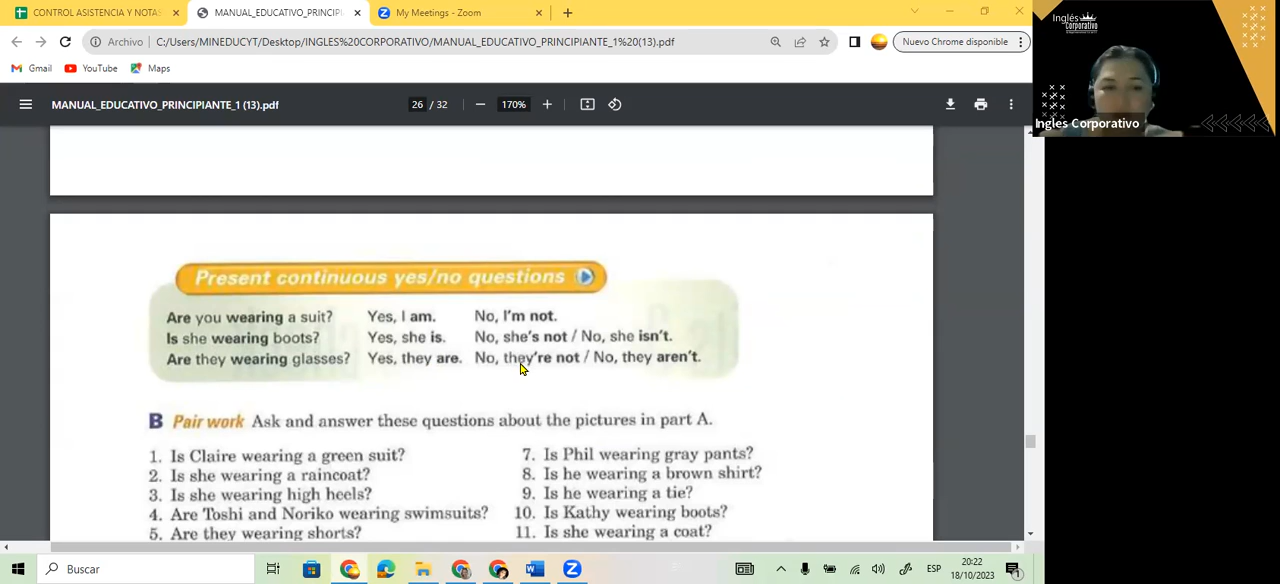 CONTROL ASISTENCIA Y NOTAS
MANUAL_EDUCATIVO_PRINCIPI
My Meetings - Zoom
Archivo
C:/Users/MINEDUCYT/Desktop/INGLES%20CORPORATIVO/MANUAL_EDUCATIVO_PRINCIPIANTE_1%20(13).pdf
Nuevo Chrome disponible
Gmail
YouTube
Maps
MANUAL_EDUCATIVO_PRINCIPIANTE_1 (13).pdf
26 / 32
170%
Inglés
Corporativo
Ingles Corporativo
Present continuous yes/no questions
Are you wearing a suit? Yes, I am. No, I'm not.
Is she wearing boots? Yes, she is. No, she's not / No, she isn't.
Are they wearing glasses? Yes, they are. No, they're not / No, they aren't.
B Pair work Ask and answer these questions about the pictures in part A.
1. Is Claire wearing a green suit?
2. Is she wearing a raincoat?
3. Is she wearing high heels?
4. Are Toshi and Noriko wearing swimsuits?
5. Are they wearing shorts?
7. Is Phil wearing gray pants?
8. Is he wearing a brown shirt?
9. Is he wearing a tie?
10. Is Kathy wearing boots?
11. Is she wearing a coat?
Buscar
ESP
20:22
18/10/2023
1